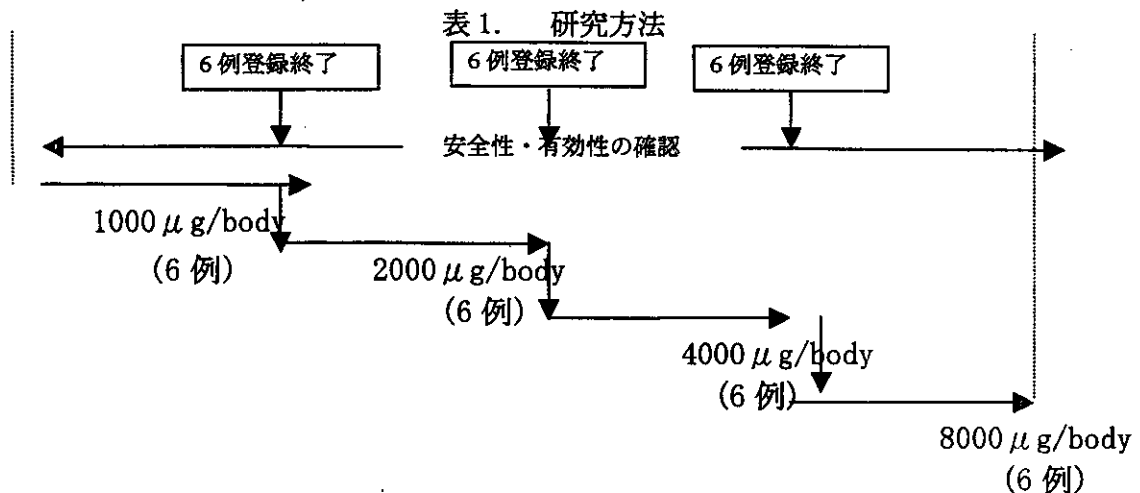 表1. 研究方法
6例登録終了
6例登録終了
6例登録終了
安全性・有効性の確認
1000μg/body
(6例)
2000μg/body
(6例)
4000μg/body
(6例)
8000μg/body
(6例)